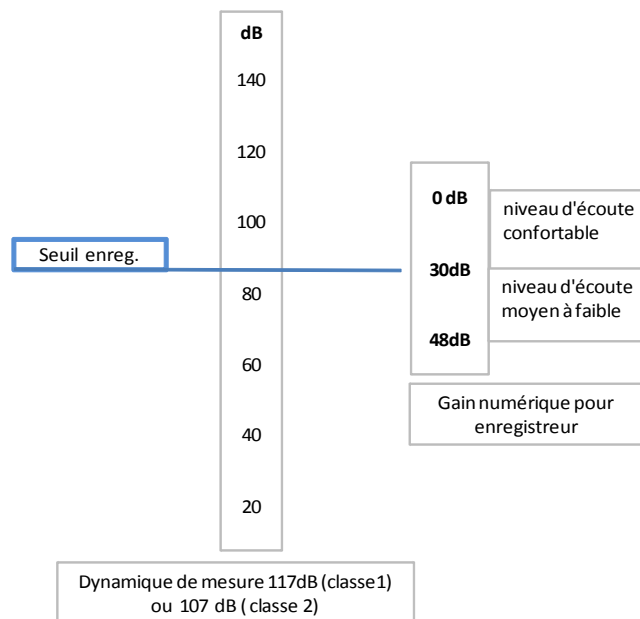 dB
140
120
100
80
60
40
20
Seuil enreg.
0 dB
30dB
48dB
niveau d'écoute
confortable
niveau d'écoute
moyen à faible
Gain numérique pour
enregistreur
Dynamique de mesure 117dB (classe1)
ou 107 dB ( classe 2)